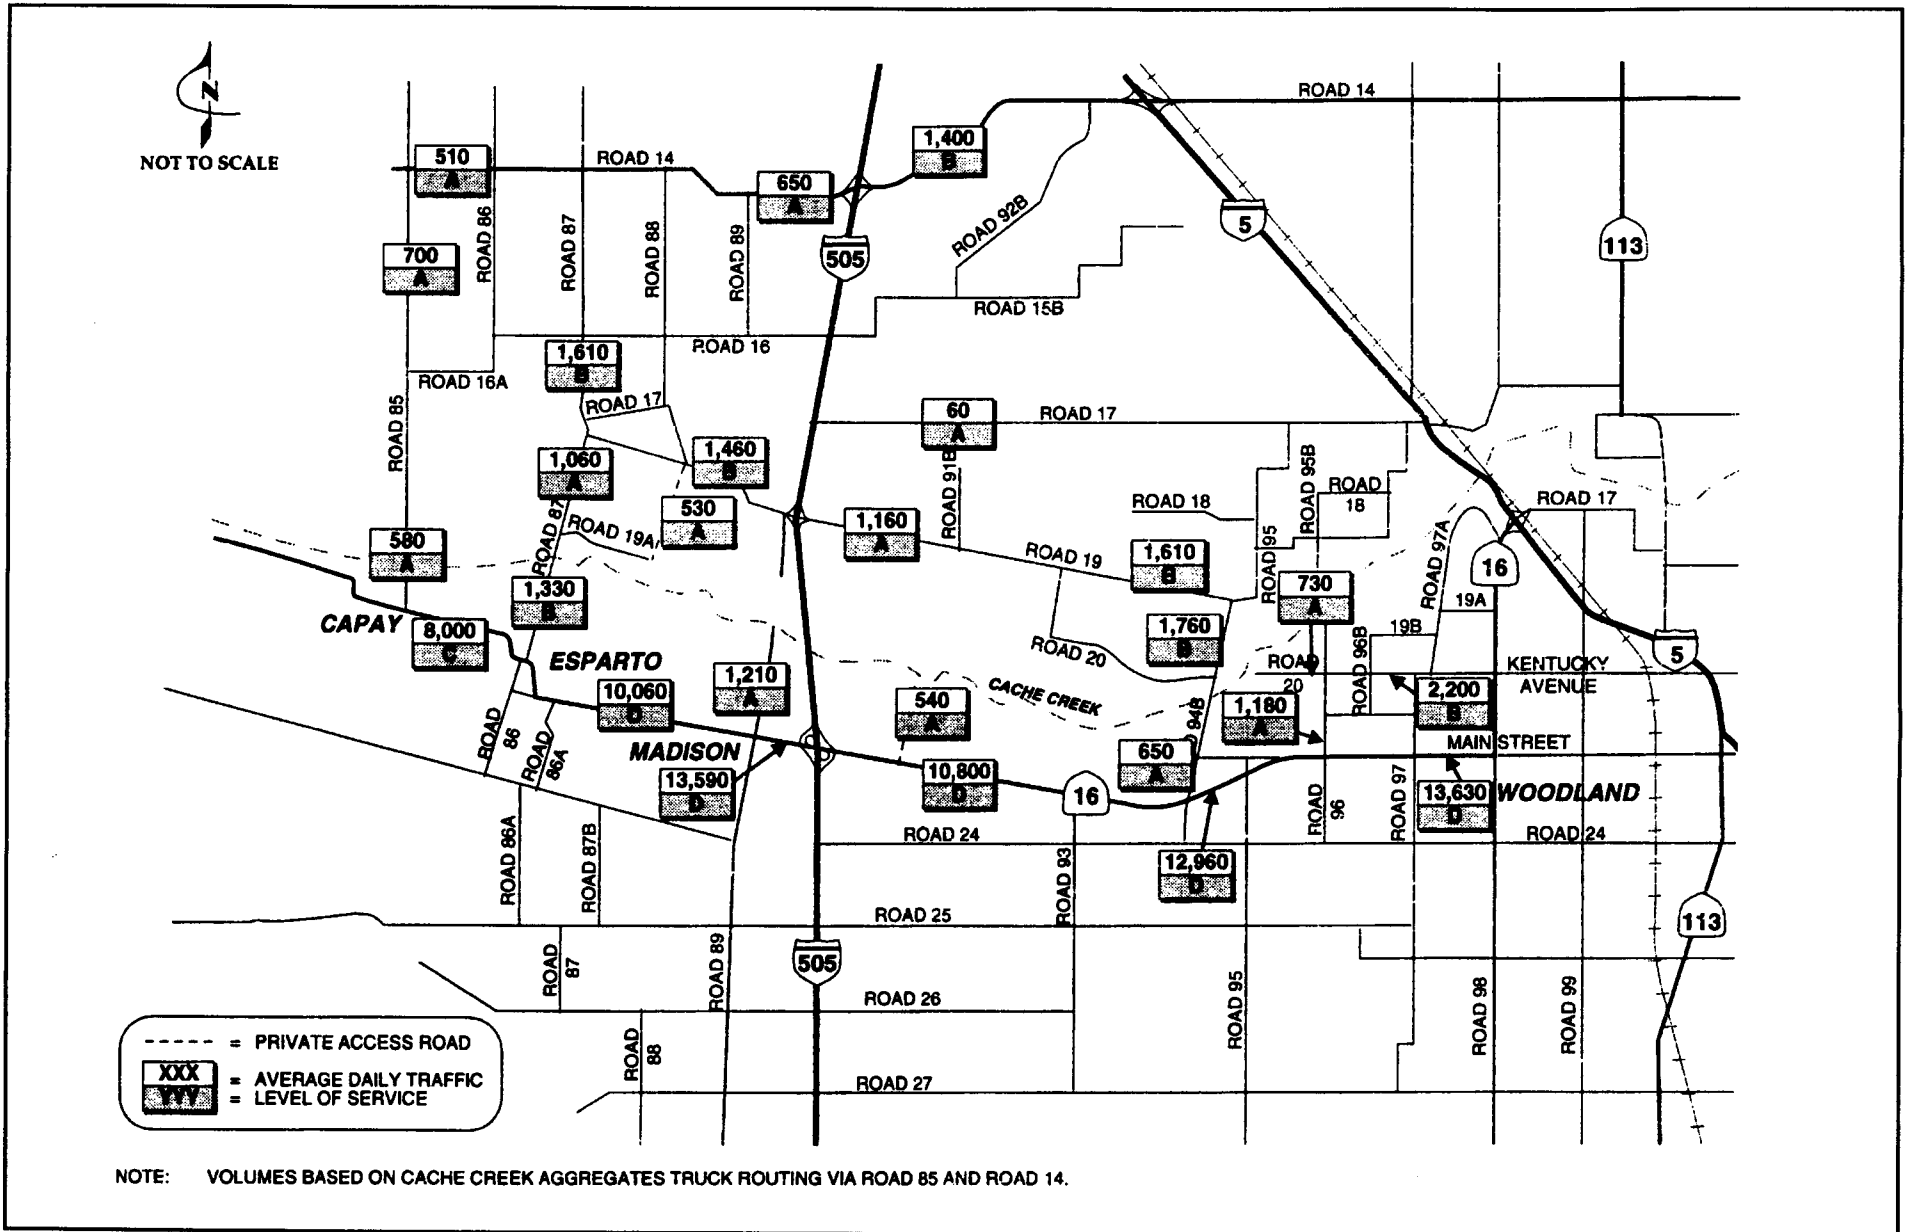 N
NOT TO SCALE
ROAD 14
510
A
ROAD 14
650
A
1,400
B
5
113
700
A
ROAD 86
ROAD 87
ROAD 88
ROAD 89
505
ROAD 92B
ROAD 15B
ROAD 16
1,610
B
ROAD 16A
ROAD 85
ROAD 17
60
A
ROAD 17
1,060
A
1,460
B
ROAD 91B
ROAD 95B
ROAD
18
ROAD 18
ROAD 17
530
A
ROAD 87
ROAD 19A
1,160
A
ROAD 19
1,610
B
ROAD 95
ROAD 97A
16
580
A
1,330
B
730
A
19A
CAPAY
8,000
C
ESPARTO
1,760
B
ROAD 20
ROAD
20
ROAD 96B
19B
5
KENTUCKY
AVENUE
10,060
D
1,210
A
CACHE CREEK
540
A
1,180
A
2,200
B
ROAD
86
ROAD
86A
MADISON
13,590
D
10,800
D
16
650
A
94B
MAIN STREET
13,630
D
WOODLAND
ROAD
96
ROAD 97
ROAD 24
ROAD 24
12,960
D
ROAD 86A
ROAD 87B
ROAD 93
ROAD 25
113
ROAD
87
ROAD 89
505
ROAD 26
ROAD 95
ROAD 98
ROAD 99
ROAD
88
ROAD 27
= PRIVATE ACCESS ROAD
XXX
YYY
= AVERAGE DAILY TRAFFIC
= LEVEL OF SERVICE
NOTE: VOLUMES BASED ON CACHE CREEK AGGREGATES TRUCK ROUTING VIA ROAD 85 AND ROAD 14.